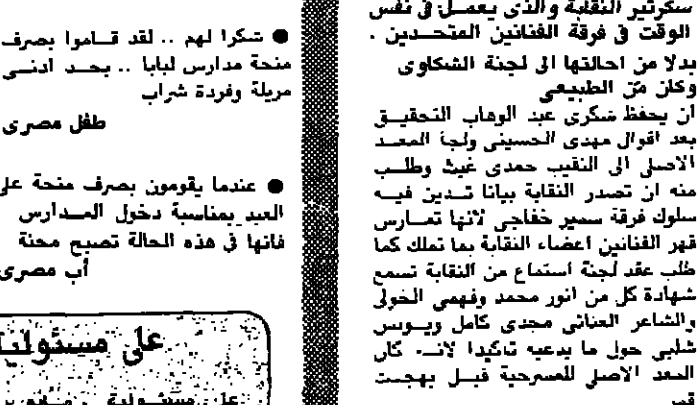 سكرتير النقابة والذى يعمل فى نفس
الوقت فى فرقة الفنانين المتحدين .
بدلا من احالتها الى لجنة الشكاوى
وكان من الطبيعى
ان يحفظ شكرى عبد الوهاب التحقيق
بعد اقوال مهدى الحسينى ولجأ المعد
الاصلى الى النقيب حمدى غيث وطلب
منه ان تصدر النقابة بيانا تدين فيه
سلوك فرقة سمير خفاجى لانها تمارس
قهر الفنانين اعضاء النقابة بما تملك كما
طلب عقد لجنة استماع من النقابة تسمع
شهادة كل من انور محمد وفهمى الخولى
والشاعر الغنائى مجدى كامل ويونس
شلبى حول ما يدعيه تأكيدا لانه كان
المعد الاصلى للمسرحية قبل بهجت
قمر
● شكرا لهم .. لقد قاموا بصرف
منحة مدارس لبابا .. بحد ادنى
مريلة وفردة شراب
طفل مصرى
● عندما يقومون بصرف منحة على
العيد بمناسبة دخول المدارس
فانها فى هذه الحالة تصبح محنة
أب مصرى
على مسئولية
على مسئولية